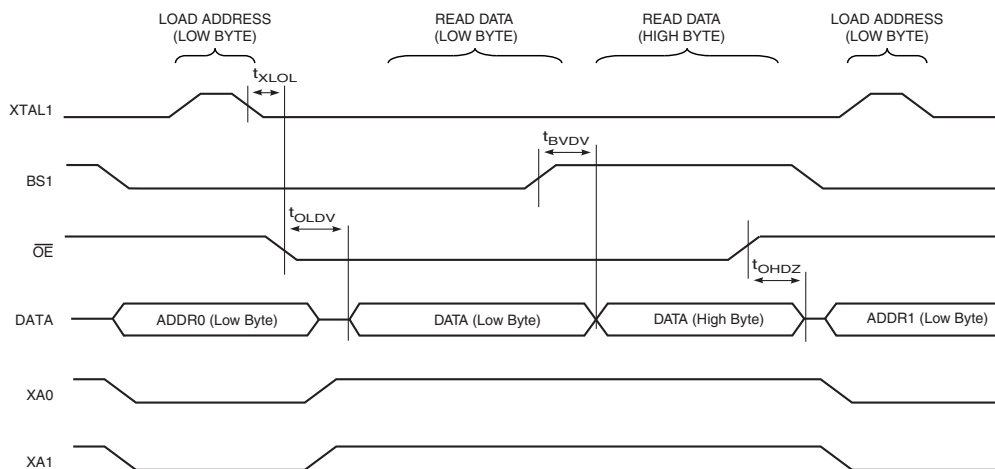 LOAD ADDRESS
(LOW BYTE)
READ DATA
(LOW BYTE)
READ DATA
(HIGH BYTE)
LOAD ADDRESS
(LOW BYTE)
tXLOL
XTAL1
tBVDV
BS1
tOLDV
OE
tOHDZ
DATA
ADDR0 (Low Byte)
DATA (Low Byte)
DATA (High Byte)
ADDR1 (Low Byte)
XA0
XA1